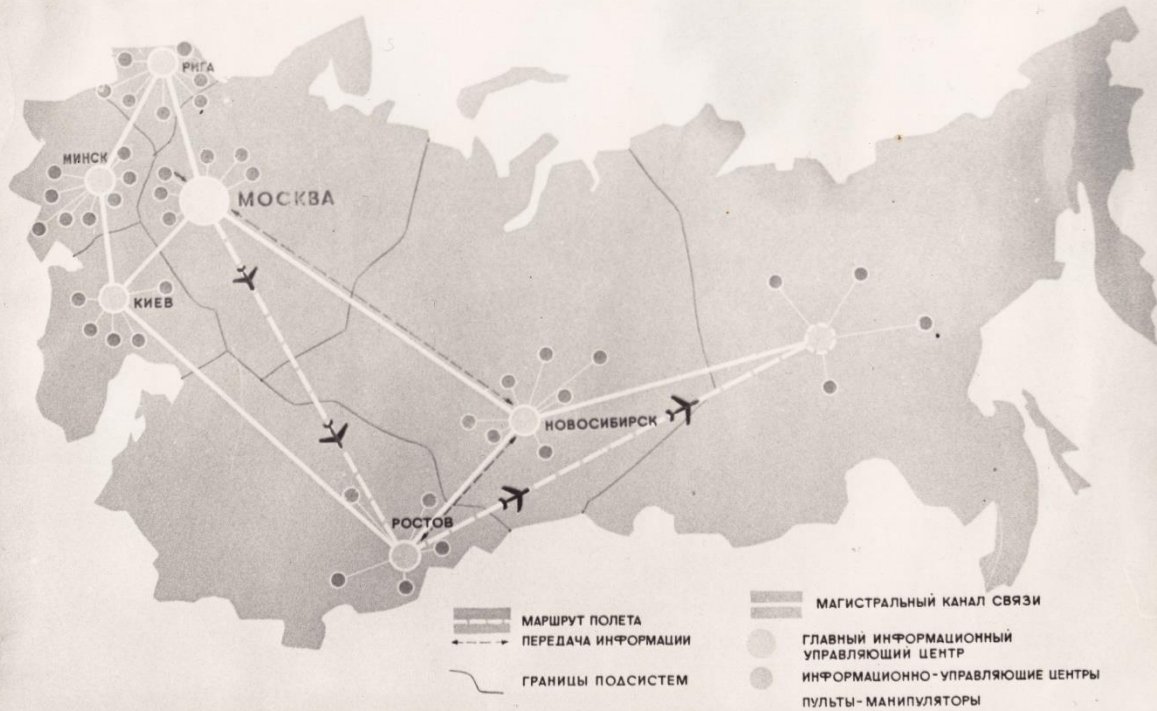 РИГА
МИНСК
МОСКВА
КИЕВ
НОВОСИБИРСК
РОСТОВ
МАРШРУТ ПОЛЕТА
ПЕРЕДАЧА ИНФОРМАЦИИ
ГРАНИЦЫ ПОДСИСТЕМ
МАГИСТРАЛЬНЫЙ КАНАЛ СВЯЗИ
ГЛАВНЫЙ ИНФОРМАЦИОННЫЙ
УПРАВЛЯЮЩИЙ ЦЕНТР
ИНФОРМАЦИОННО-УПРАВЛЯЮЩИЕ ЦЕНТРЫ
ПУЛЬТЫ-МАНИПУЛЯТОРЫ